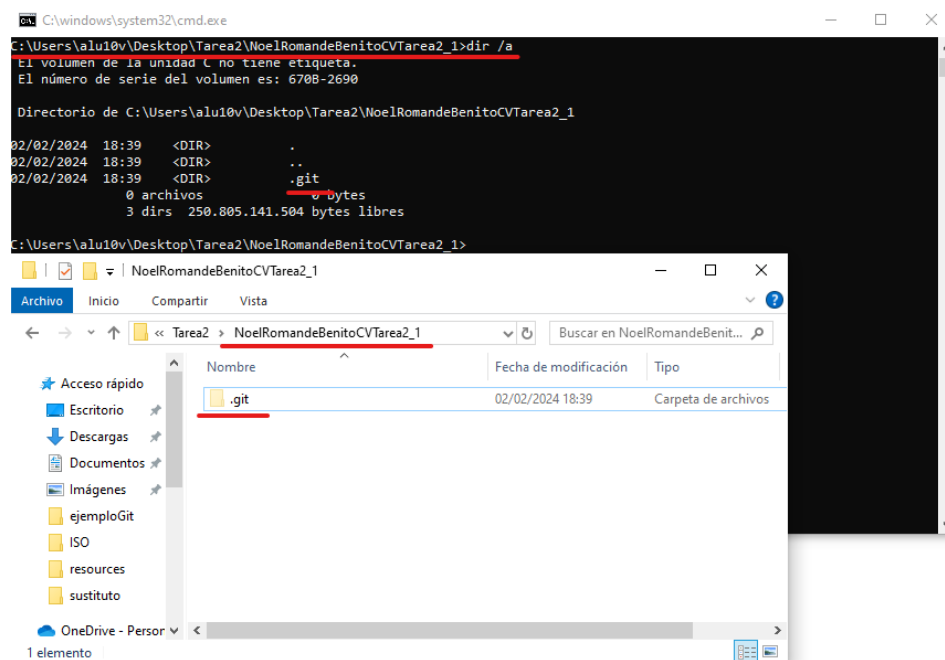 C:\windows\system32\cmd.exe
C:\Users\alu10v\Desktop\Tarea2\NoelRomandeBenitoCVTarea2_1>dir /a
El volumen de la unidad C no tiene etiqueta.
El número de serie del volumen es: 670B-2690
Directorio de C:\Users\alu10v\Desktop\Tarea2\NoelRomandeBenitoCVTarea2_1
02/02/2024 18:39 <DIR> .
02/02/2024 18:39 <DIR> ..
02/02/2024 18:39 <DIR> .git
0 archivos 0 bytes
3 dirs 250.805.141.504 bytes libres
C:\Users\alu10v\Desktop\Tarea2\NoelRomandeBenitoCVTarea2_1>
NoelRomandeBenitoCVTarea2_1
Archivo Inicio Compartir Vista
« Tarea2 > NoelRomandeBenitoCVTarea2_1 Buscar en NoelRomandeBenit...
Nombre Fecha de modificación Tipo
Acceso rápido
.git 02/02/2024 18:39 Carpeta de archivos
Escritorio
Descargas
Documentos
Imágenes
ejemploGit
ISO
resources
sustituto
OneDrive - Person
1 elemento